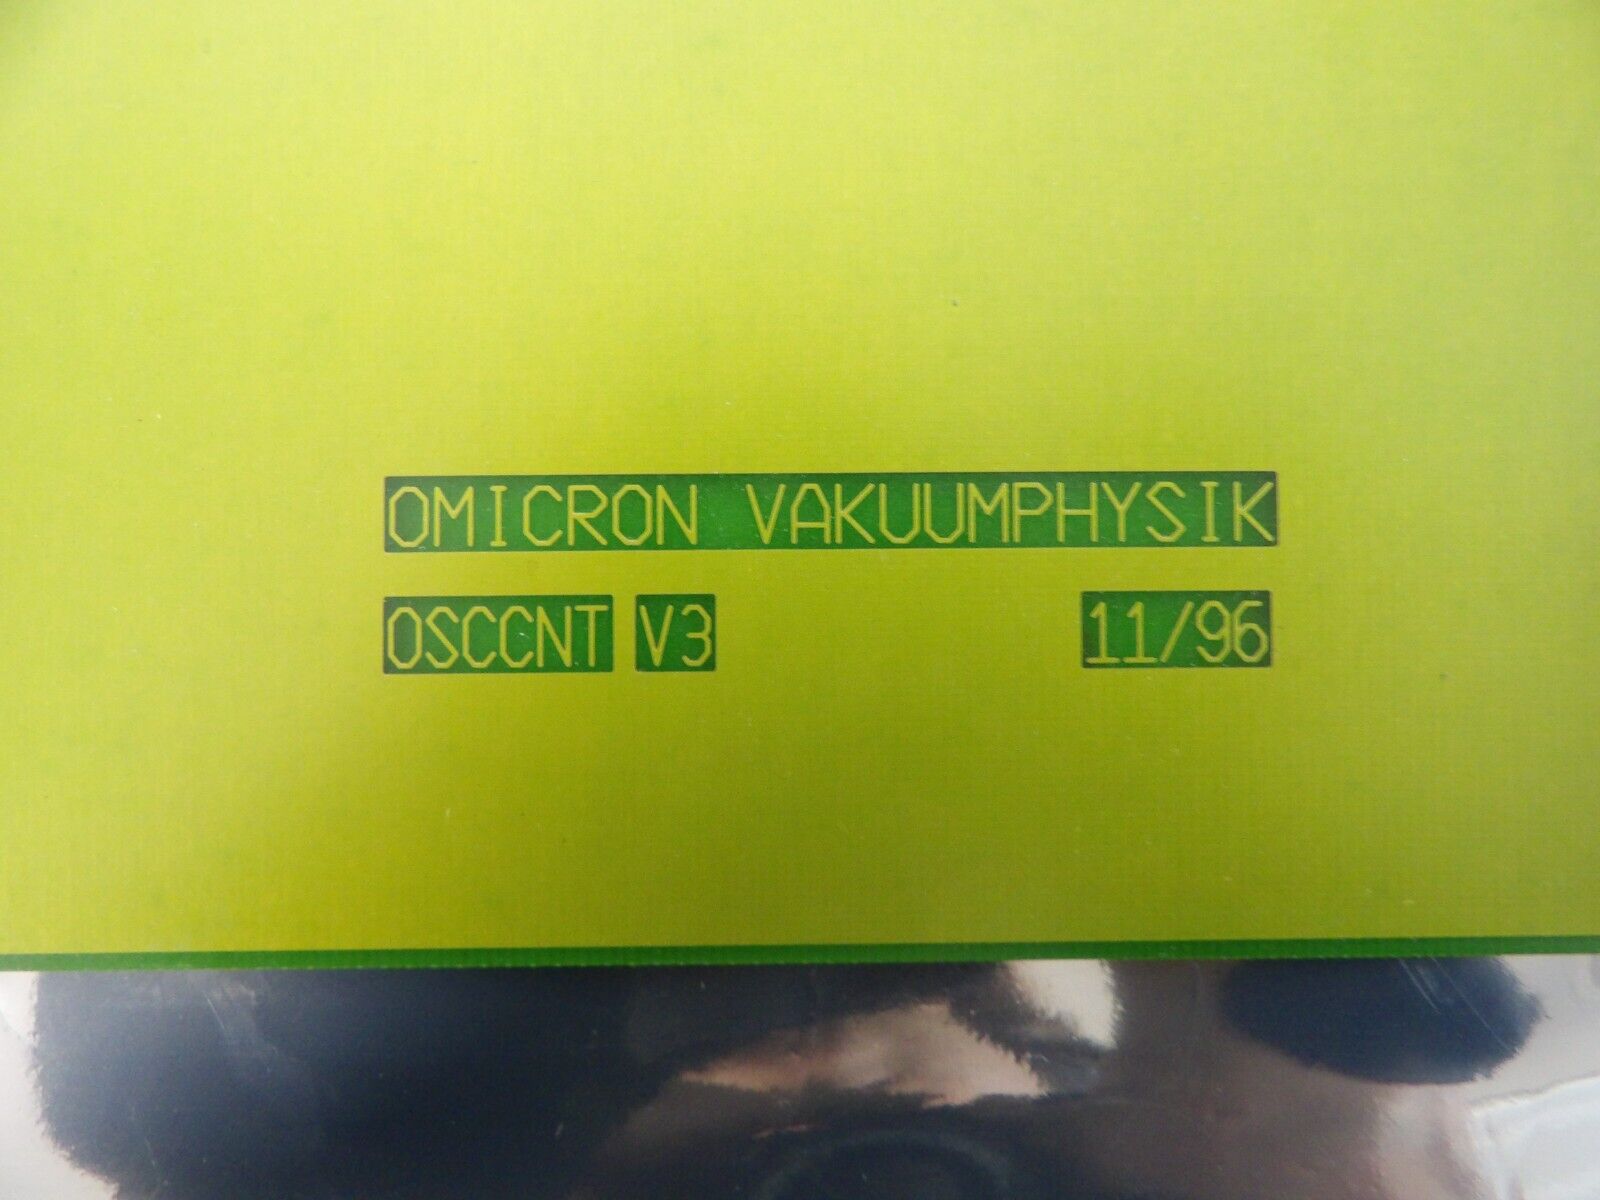 OMICRON VAKUUMPHYSIK
OSCCNT V3 11/96